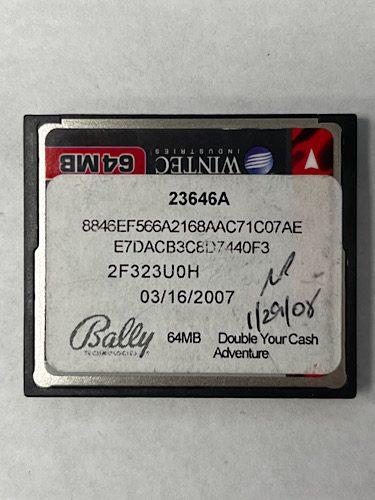 64MB
WINTEC
INDUSTRIES
23646A
8846EF566A2168AAC71C07AE
E7DACB3C8D7440F3
2F323U0H
03/16/2007
1/29/08
Bally
TECHNOLOGIES
64MB Double Your Cash
Adventure